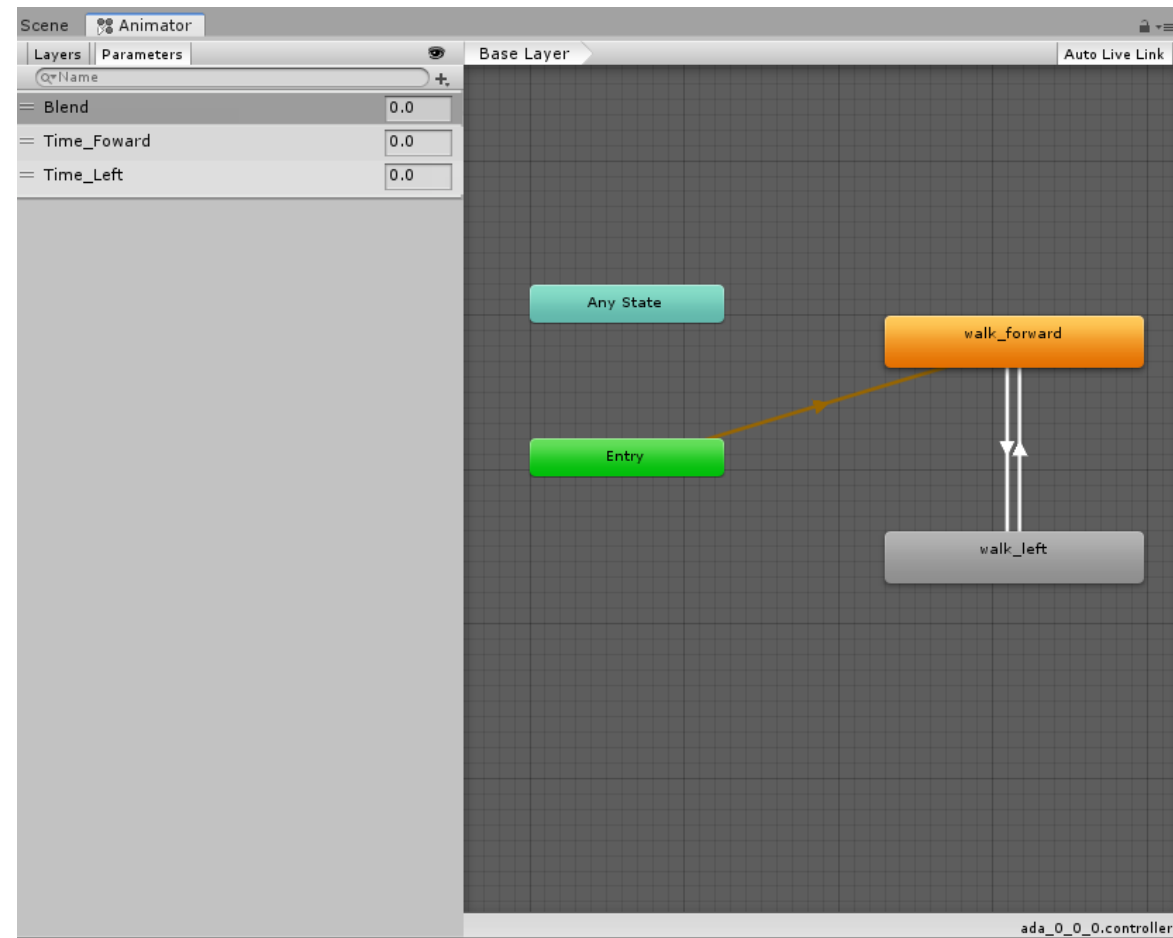 Scene Animator
Layers Parameters Base Layer Auto Live Link
Name
Blend 0.0
Time_Foward 0.0
Time_Left 0.0
Any State
walk_forward
Entry
walk_left
ada_0_0_0.controller